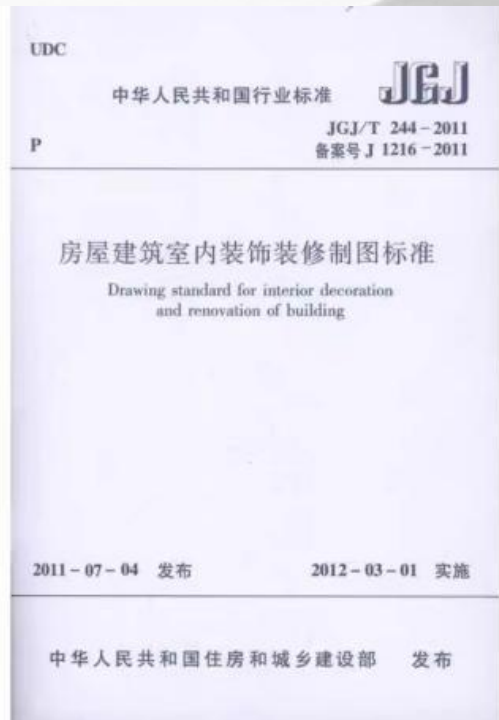 UDC
中华人民共和国行业标准
JGJ
JGJ/T 244-2011
P
备案号 J 1216-2011
房屋建筑室内装饰装修制图标准
Drawing standard for interior decoration
and renovation of building
2011-07-04 发布
2012-03-01 实施
中华人民共和国住房和城乡建设部 发布